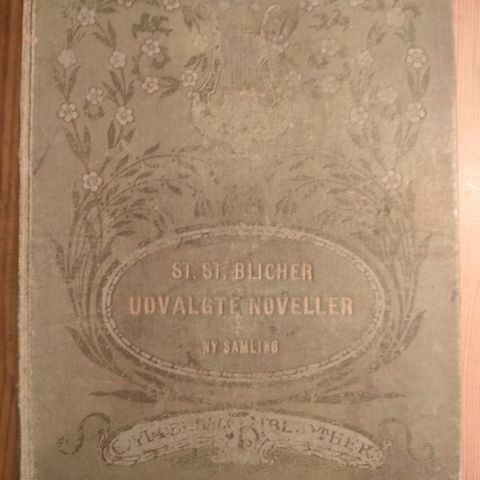 ST. ST. BLICHER
UDVALGTE NOVELLER
NY SAMLING